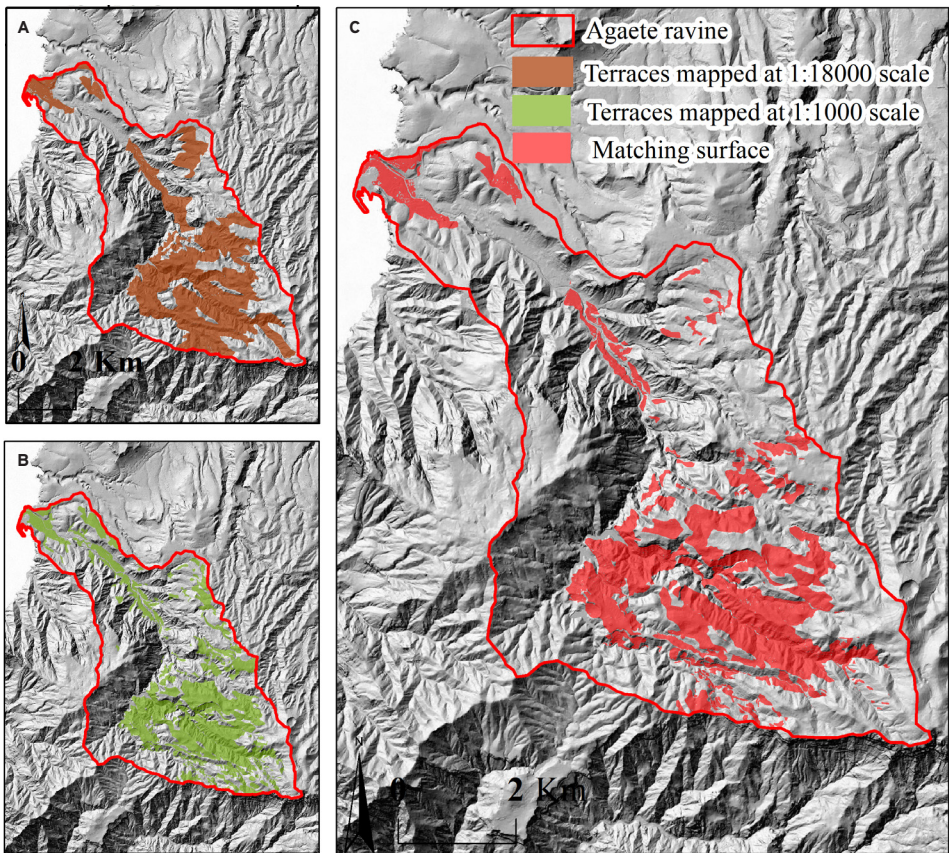 A
0 2 Km
B
C
Agaete ravine
Terraces mapped at 1:18000 scale
Terraces mapped at 1:1000 scale
Matching surface
N
0 2 Km